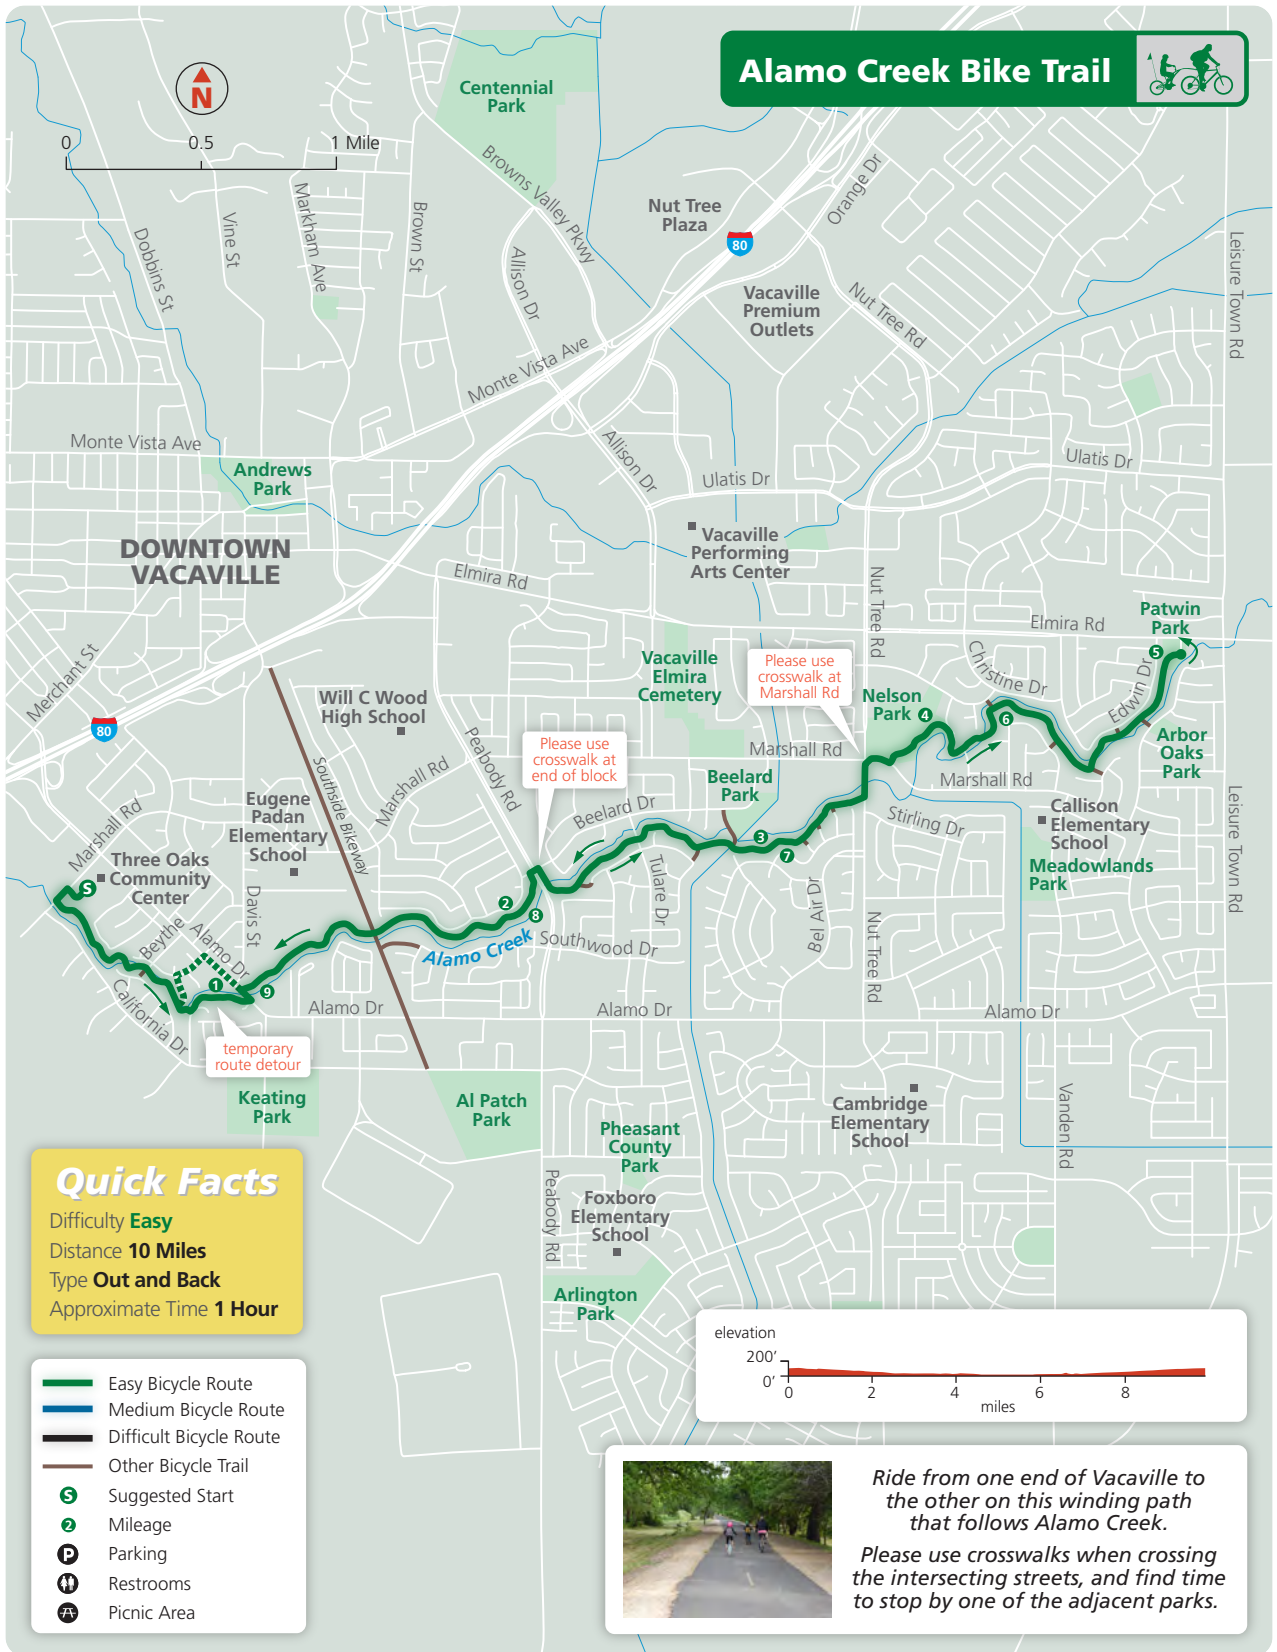 Alamo Creek Bike Trail
N
0 0.5 1 Mile
Centennial
Park
Browns Valley Pkwy
Orange Dr
Nut Tree
Plaza
80
Dobbins St
Vine St
Markham Ave
Brown St
Allison Dr
Leisure Town Rd
Vacaville
Premium
Outlets
Nut Tree Rd
Monte Vista Ave
Monte Vista Ave
Allison Dr
Ulatis Dr
Ulatis Dr
Andrews
Park
DOWNTOWN
VACAVILLE
Vacaville
Performing
Arts Center
Elmira Rd
Nut Tree Rd
Elmira Rd
Patwin
Park
5
Merchant St
80
Will C Wood
High School
Vacaville
Elmira
Cemetery
Please use
crosswalk at
Marshall Rd
Christine Dr
Edwin Dr
Nelson
Park
4
6
Arbor
Oaks
Park
Southside Bikeway
Marshall Rd
Peabody Rd
Please use
crosswalk at
end of block
Marshall Rd
Marshall Rd
Beelard
Park
Beelard Dr
Stirling Dr
Callison
Elementary
School
Meadowlands
Park
Leisure Town Rd
Marshall Rd
Eugene
Padan
Elementary
School
Three Oaks
Community
Center
S
Davis St
3
7
Tulare Dr
Bel Air Dr
Nut Tree Rd
2
8
Beythe
Alamo Dr
Alamo Creek
Southwood Dr
1
9
California Dr
Alamo Dr
Alamo Dr
Alamo Dr
temporary
route detour
Keating
Park
Al Patch
Park
Pheasant
County
Park
Cambridge
Elementary
School
Vanden Rd
Peabody Rd
Foxboro
Elementary
School
Arlington
Park
Quick Facts
Difficulty Easy
Distance 10 Miles
Type Out and Back
Approximate Time 1 Hour
Easy Bicycle Route
Medium Bicycle Route
Difficult Bicycle Route
Other Bicycle Trail
S Suggested Start
2 Mileage
P Parking
Restrooms
Picnic Area
elevation
200’
0’
0 2 4 6 8
miles
Ride from one end of Vacaville to
the other on this winding path
that follows Alamo Creek.
Please use crosswalks when crossing
the intersecting streets, and find time
to stop by one of the adjacent parks.